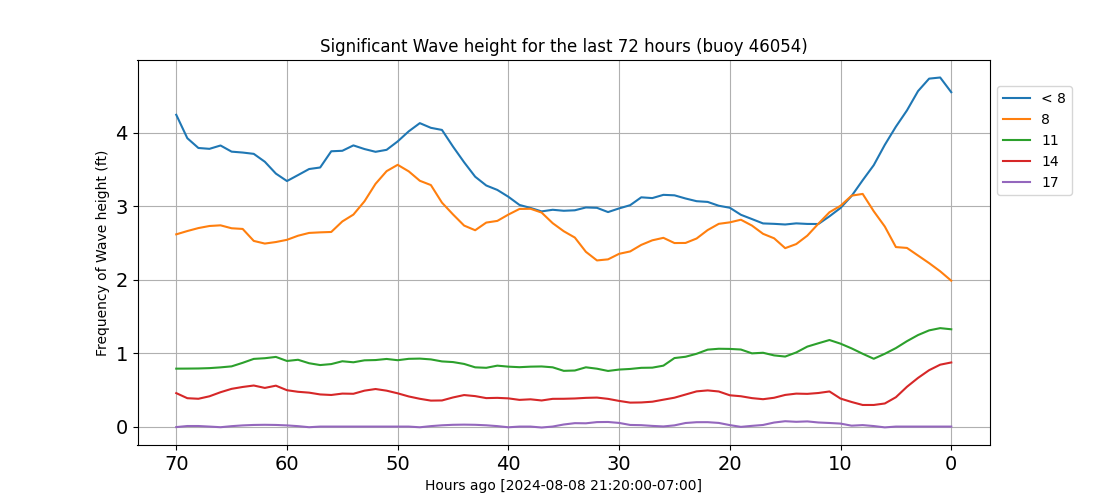 Significant Wave height for the last 72 hours (buoy 46054)
Frequency of Wave height (ft)
4
3
2
1
0
70 60 50 40 30 20 10 0
Hours ago [2024-08-08 21:20:00-07:00]
< 8
8
11
14
17